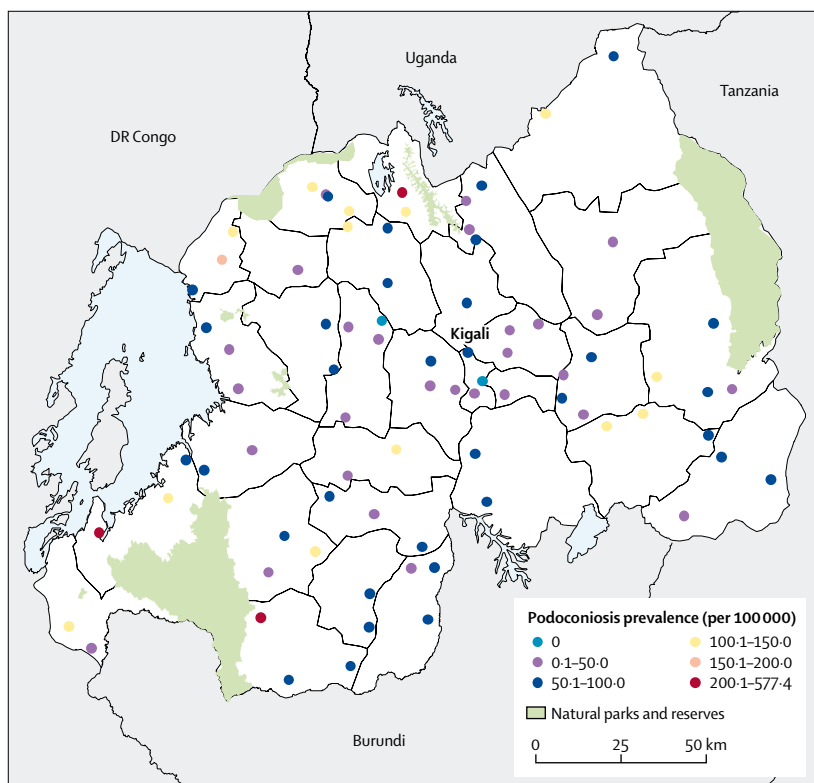 Uganda
Tanzania
DR Congo
Kigali
Podoconiosis prevalence (per 100 000)
0
0·1–50·0
50·1–100·0
100·1–150·0
150·1–200·0
200·1–577·4
Natural parks and reserves
0 25 50 km
Burundi